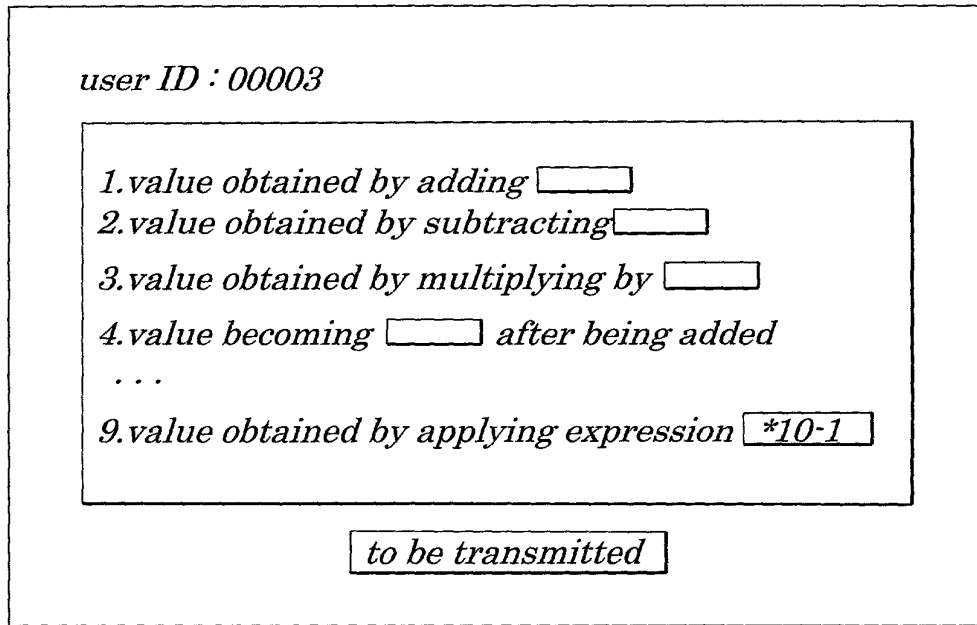 user ID : 00003
1. value obtained by adding
2. value obtained by subtracting
3. value obtained by multiplying by
4. value becoming after being added
. . .
9. value obtained by applying expression *10-1
to be transmitted